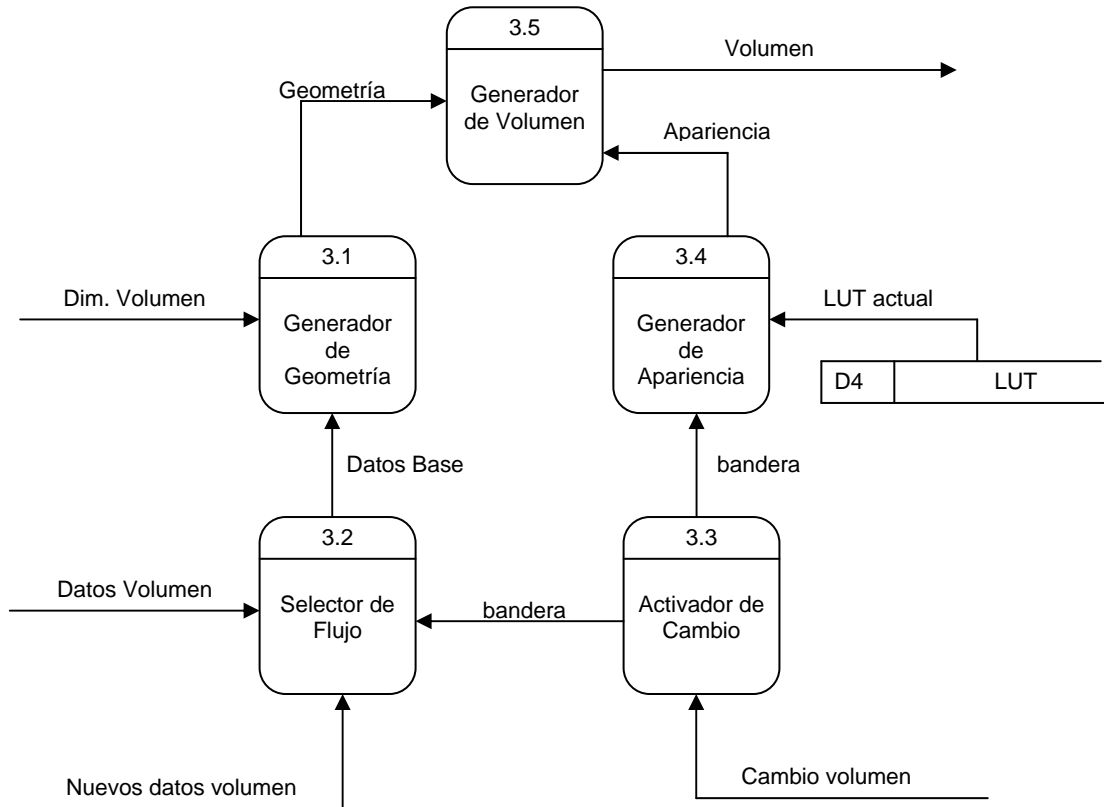 3.5
Volumen
Geometría
Generador
de Volumen
Apariencia
3.1
3.4
Dim. Volumen
LUT actual
Generador
de
Geometría
Generador
de
Apariencia
D4
LUT
Datos Base
bandera
3.2
3.3
Datos Volumen
Selector de
Flujo
bandera
Activador de
Cambio
Nuevos datos volumen
Cambio volumen